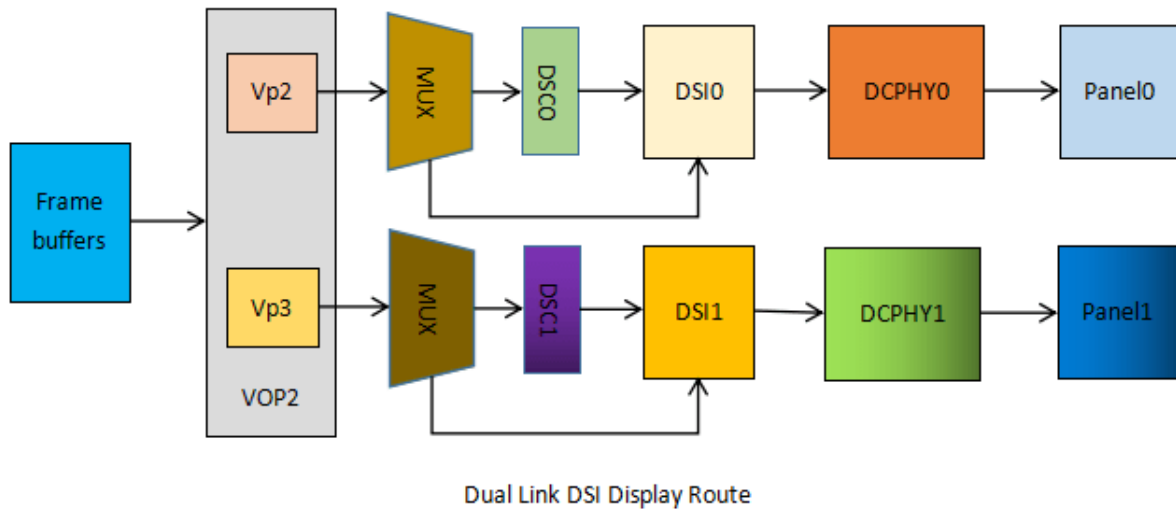 Vp2
MUX
DSC0
DSI0
DCPHY0
Panel0
Frame
buffers
Vp3
MUX
DSC1
DSI1
DCPHY1
Panel1
VOP2
Dual Link DSI Display Route